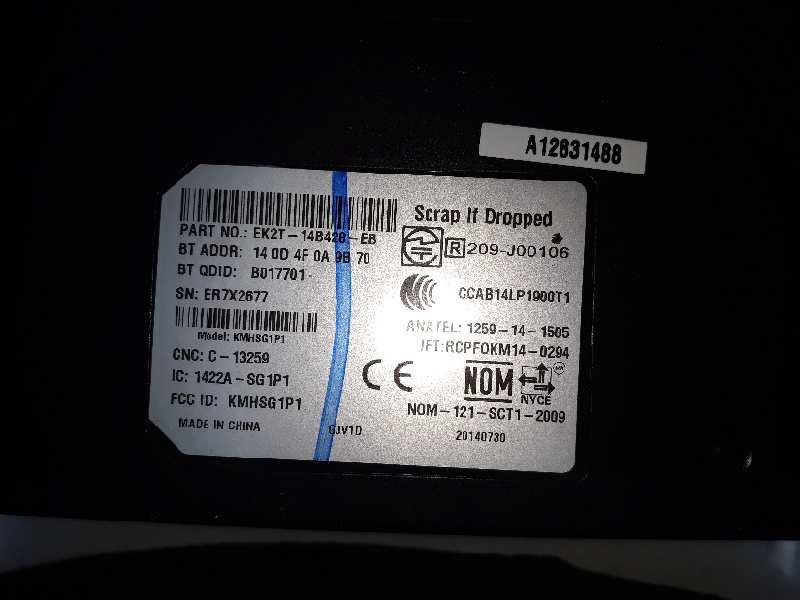 A12631488
Scrap If Dropped
PART NO.: EK2T-14B428-EB
R 209-J00106
BT ADDR: 14 0D 4F 0A 9B 70
BT QDID: B017701
CCAB14LP1900T1
SN: ER7X2677
ANATEL: 1259-14-1505
Model: KMHSG1P1
IFT:RCPFOKM14-0294
CNC: C-13259
CE
NOM
NYCE
IC: 1422A-SG1P1
FCC ID: KMHSG1P1
NOM-121-SCT1-2009
MADE IN CHINA
GJV1D
20140730